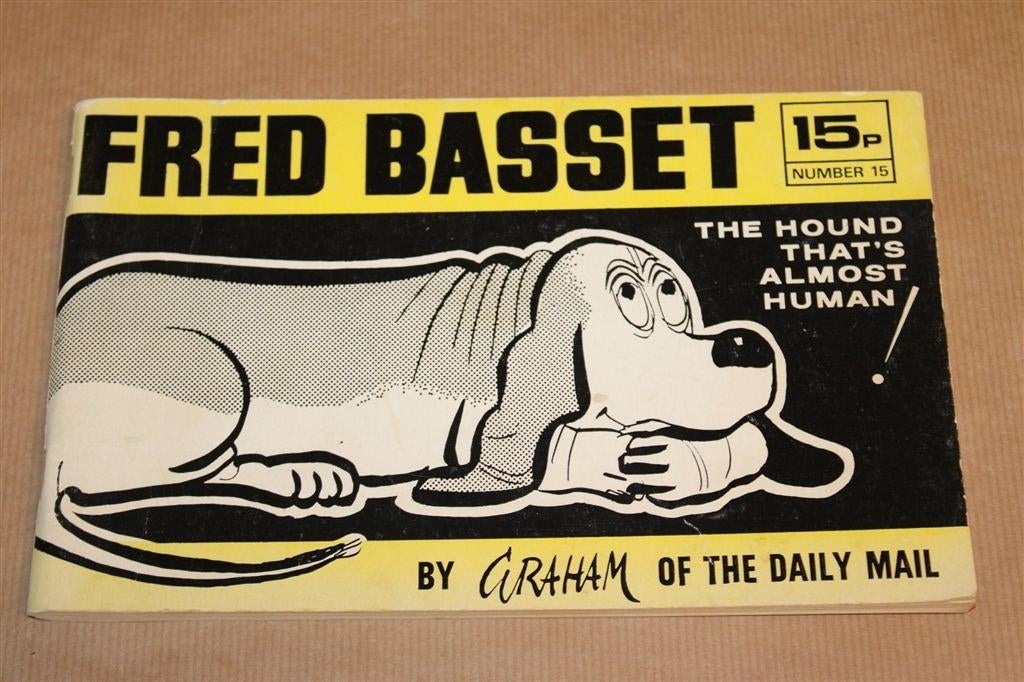 FRED BASSET
15p
NUMBER 15
THE HOUND
THAT'S
ALMOST
HUMAN!
BY GRAHAM OF THE DAILY MAIL